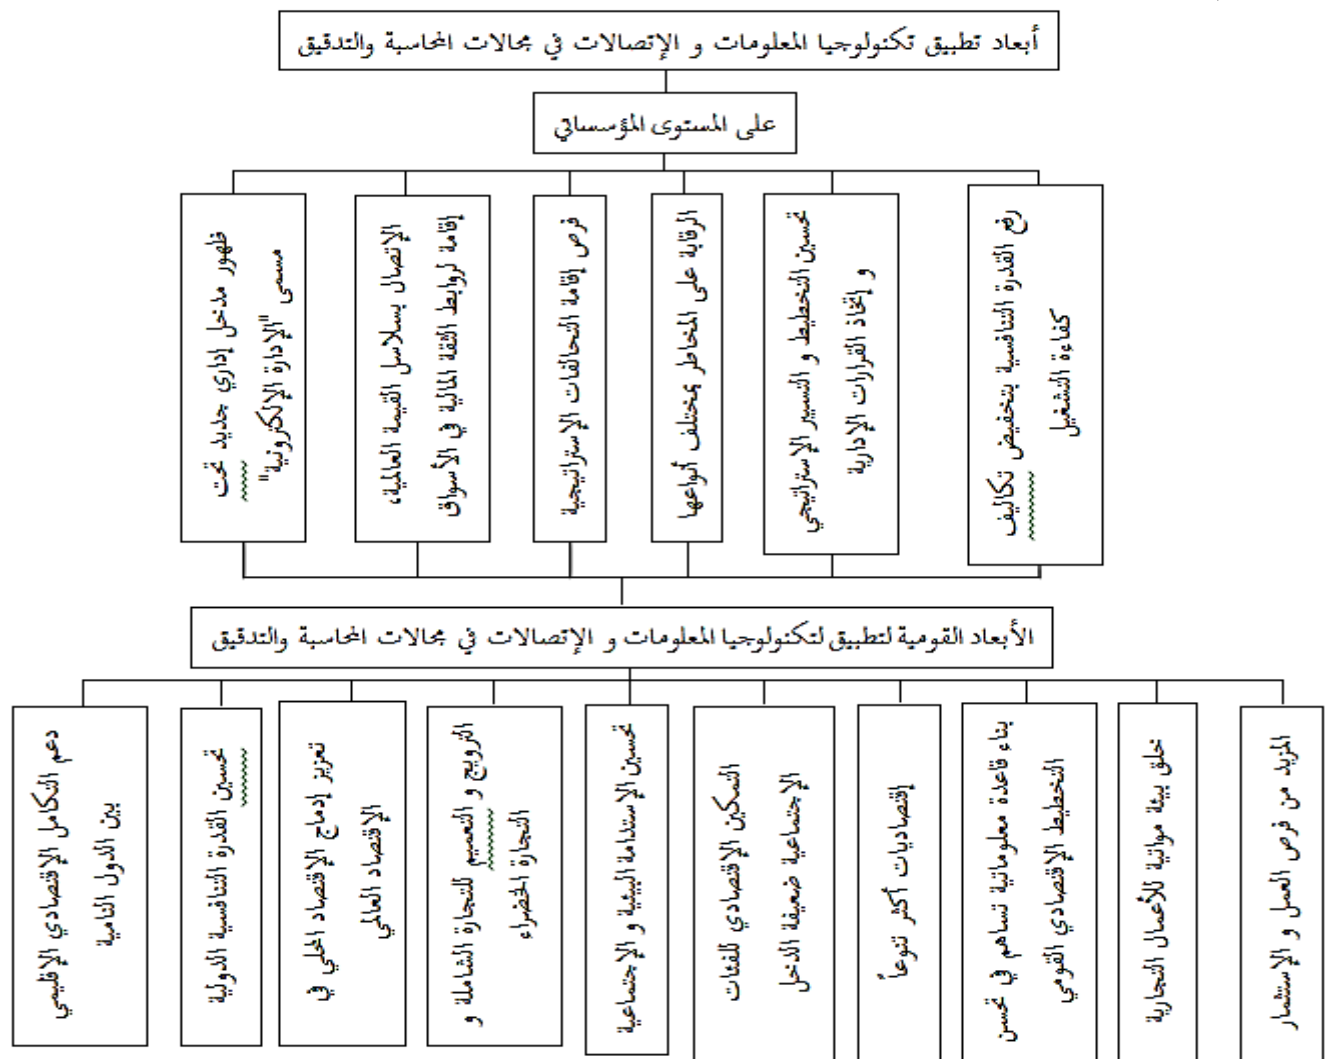 أبعاد تطبيق تكنولوجيا المعلومات و الإتصالات في مجالات المحاسبة والتدقيق
على المستوى المؤسساتي
رفع القدرة التنافسية بتخفيض تكاليف
كفاءة التشغيل
تحسين التخطيط و التسيير الإستراتيجي
و إتخاذ القرارات الإدارية
الرقابة على المخاطر بمختلف أنواعها
فرص إقامة التحالفات الإستراتيجية
الإتصال بسلاسل القيمة العالمية،
إقامة لروابط الثقة المالية في الأسواق
ظهور مدخل إداري جديد تحت
مسمى "الإدارة الإلكترونية"
الأبعاد القومية لتطبيق لتكنولوجيا المعلومات و الإتصالات في مجالات المحاسبة والتدقيق
المزيد من فرص العمل و الإستثمار
خلق بيئة مواتية للأعمال التجارية
بناء قاعدة معلوماتية تساهم في تحسن
التخطيط الإقتصادي القومي
إقتصاديات أكثر تنوعاً
التمكين الإقتصادي للفئات
الإجتماعية ضعيفة الدخل
تحسين الإستدامة البيئية و الإجتماعية
الترويج و التعميم للتجارة الشاملة و
التجارة الخضراء
تعزيز إدماج الإقتصاد المحلي في
الإقتصاد العالمي
تحسين القدرة التنافسية الدولية
دعم التكامل الإقتصادي الإقليمي
بين الدول النامية